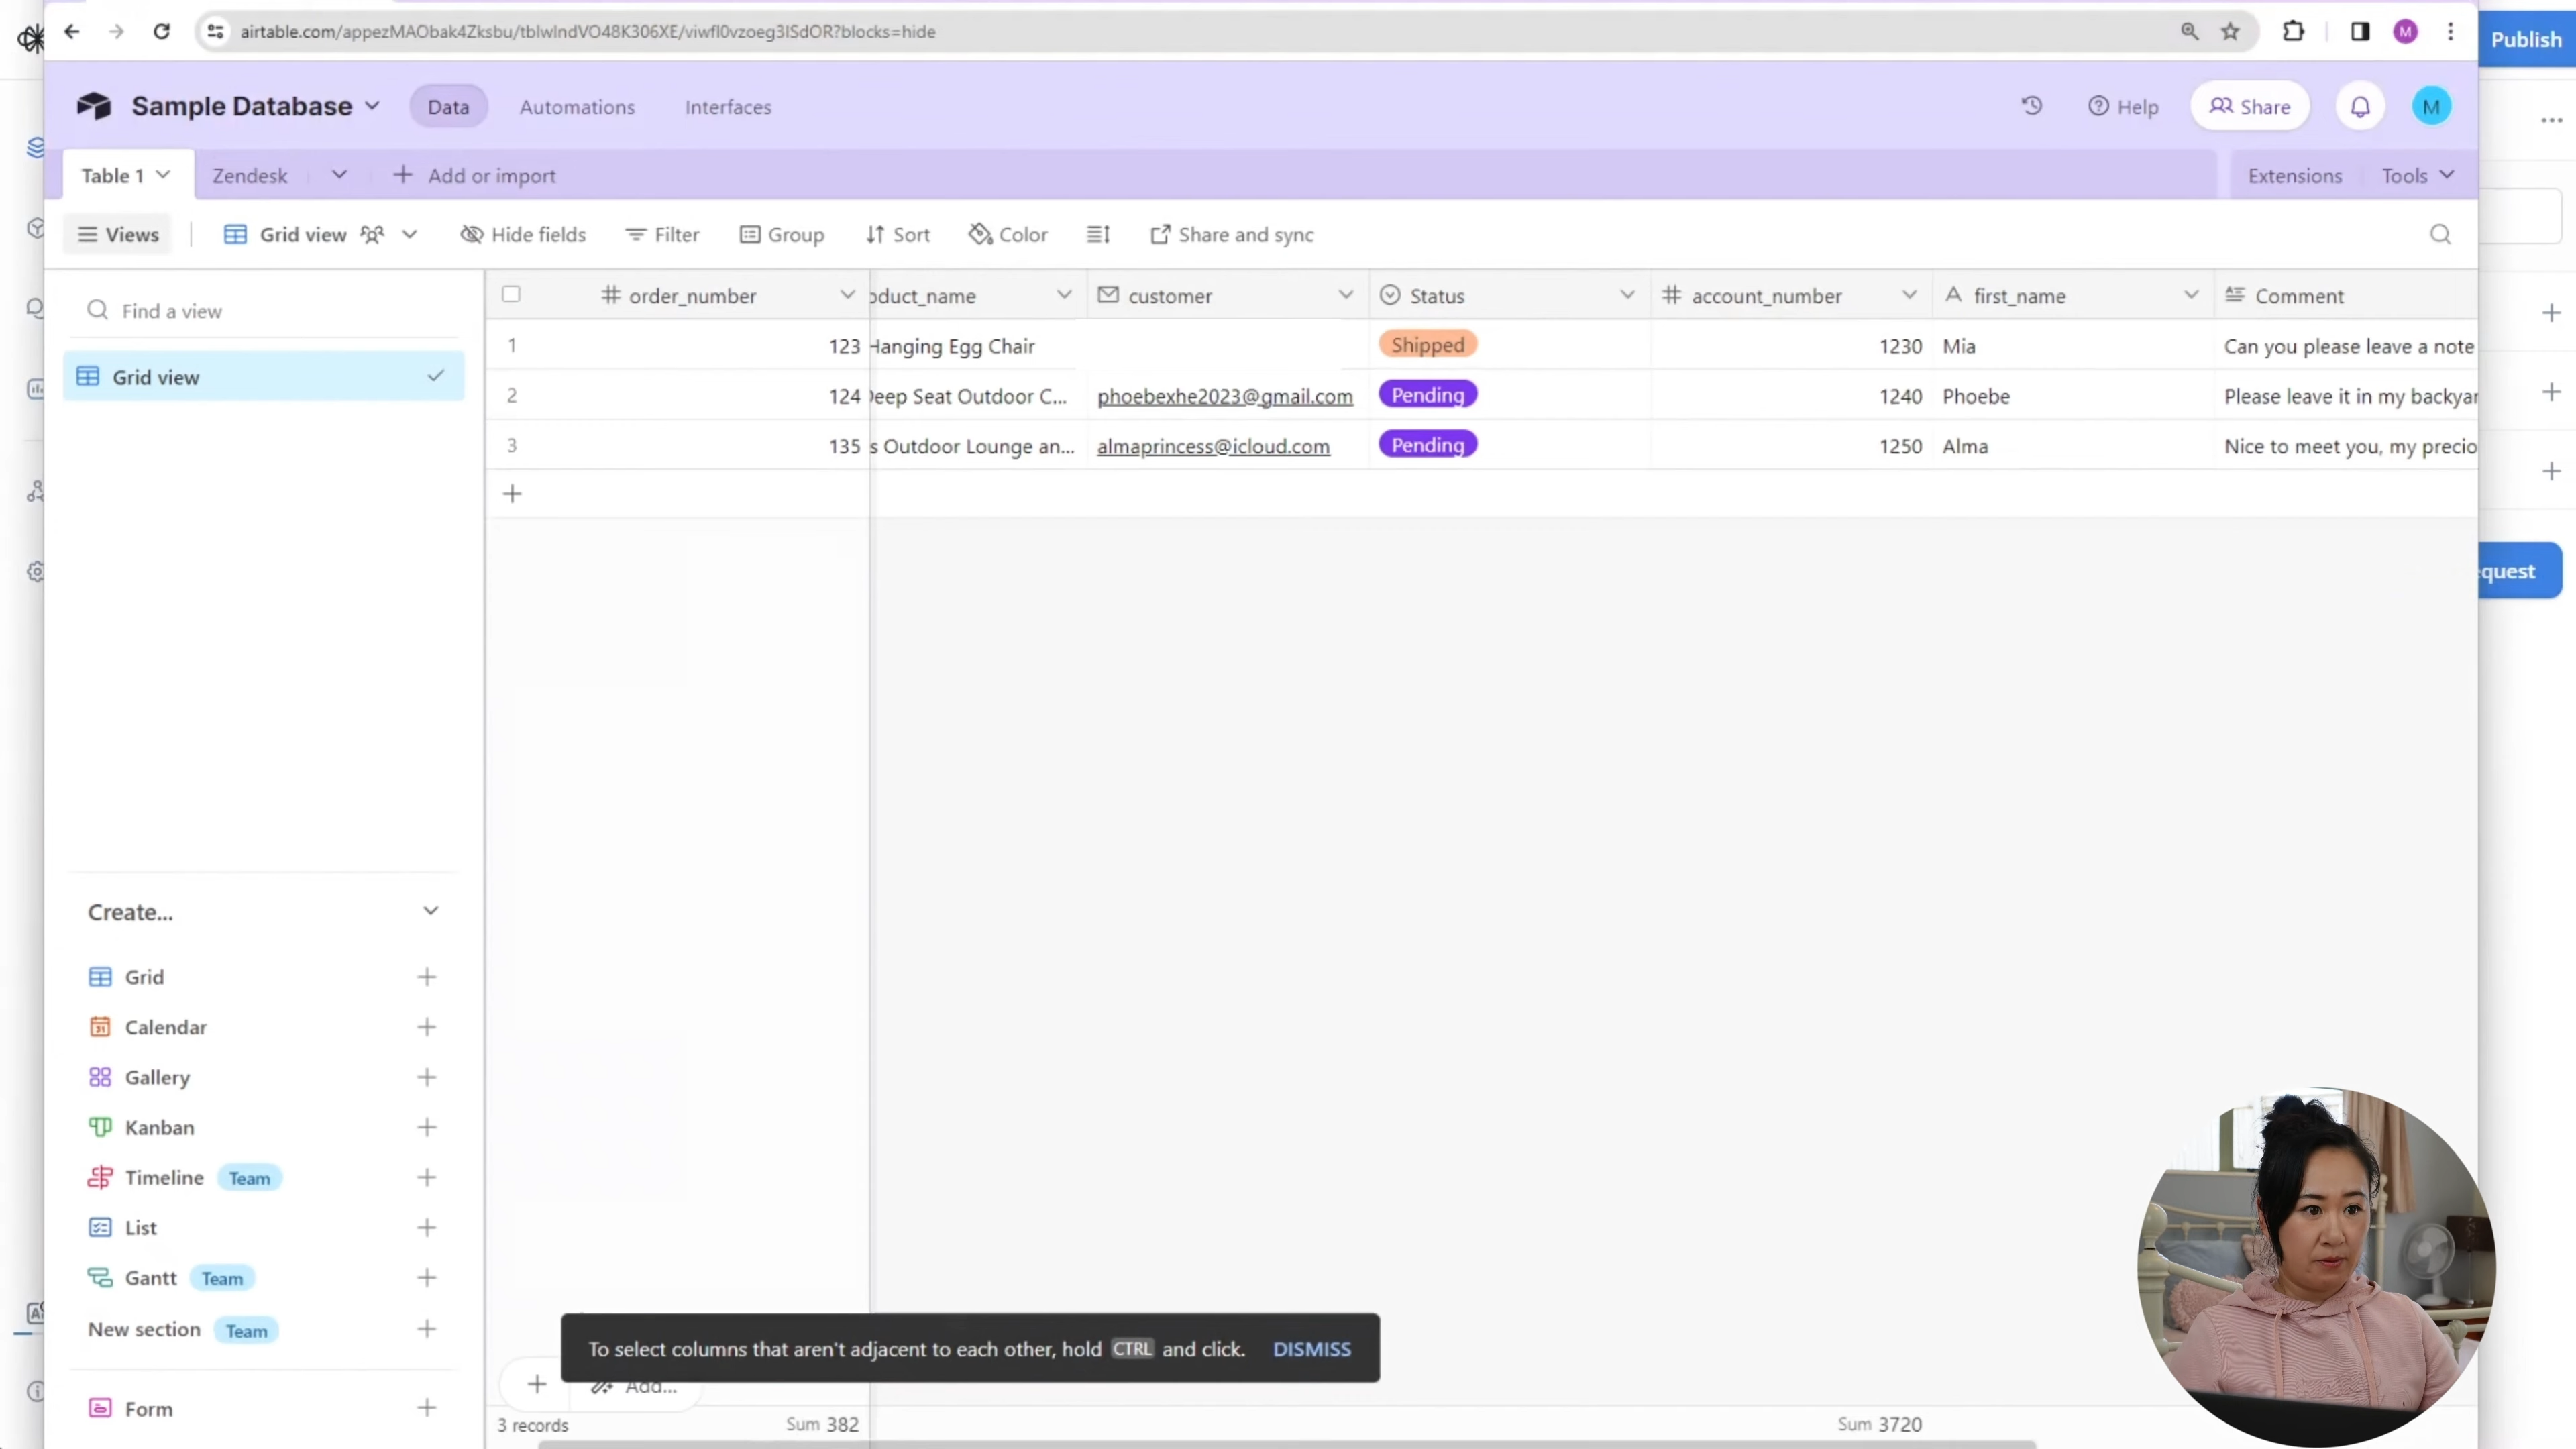 airtable.com/appezMAObak4Zksbu/tblwIndVO48K306XE/viwfl0vzoeg3ISdOR?blocks=hide
M
Publish
Sample Database
Data
Automations
Interfaces
Help
Share
M
Table 1
Zendesk
Add or import
Extensions
Tools
Views
Grid view
Hide fields
Filter
Group
Sort
Color
Share and sync
Find a view
order_number
oduct_name
customer
Status
account_number
first_name
Comment
1
123
Hanging Egg Chair
Shipped
1230
Mia
Can you please leave a note
Grid view
2
124
Deep Seat Outdoor C...
phoebexhe2023@gmail.com
Pending
1240
Phoebe
Please leave it in my backyar
3
135
s Outdoor Lounge an...
almaprincess@icloud.com
Pending
1250
Alma
Nice to meet you, my precio
quest
Create...
Grid
Calendar
Gallery
Kanban
Timeline
Team
List
Gantt
Team
New section
Team
Form
To select columns that aren't adjacent to each other, hold CTRL and click.
DISMISS
Add...
3 records
Sum 382
Sum 3720